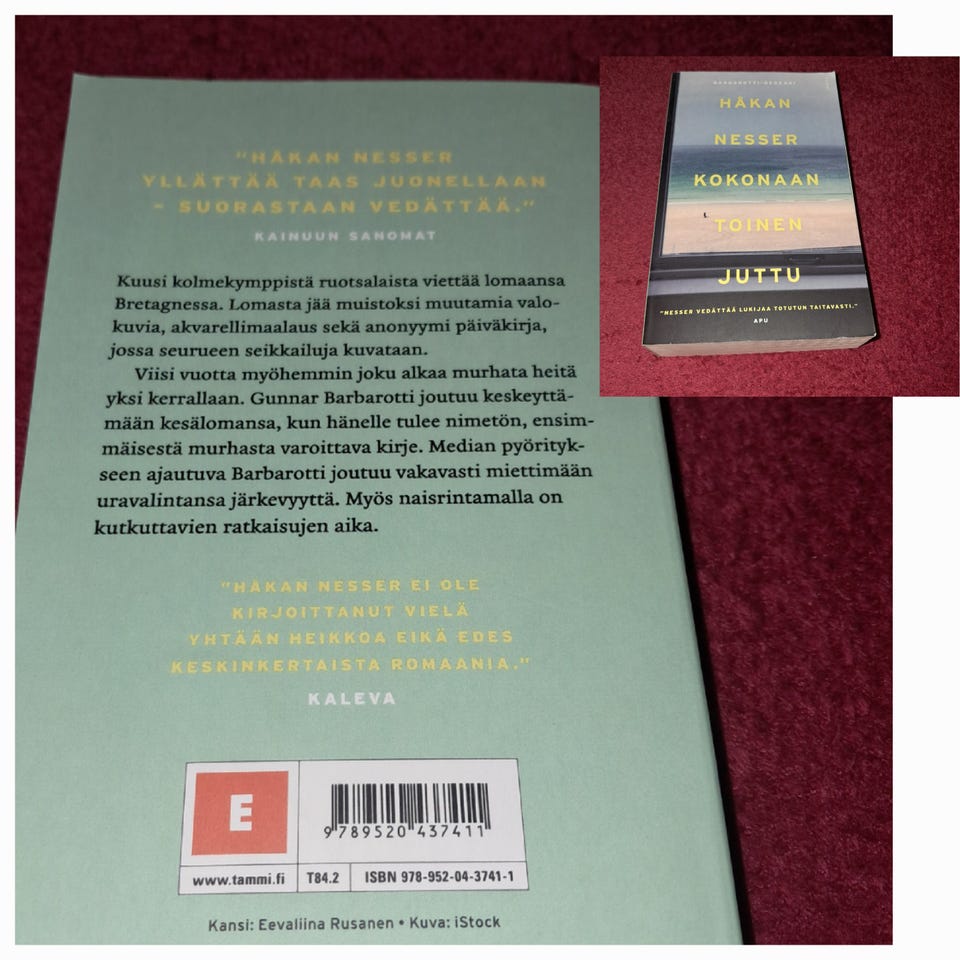 "HÅKAN NESSER
YLLÄTTÄÄ TAAS JUONELLAAN
– SUORASTAAN VEDÄTTÄÄ."
KAINUUN SANOMAT
Kuusi kolmekymppistä ruotsalaista viettää lomaansa
Bretagnessa. Lomasta jää muistoksi muutamia valo-
kuvia, akvarellimaalaus sekä anonyymi päiväkirja,
jossa seurueen seikkailuja kuvataan.
Viisi vuotta myöhemmin joku alkaa murhata heitä
yksi kerrallaan. Gunnar Barbarotti joutuu keskeyttä-
mään kesälomansa, kun hänelle tulee nimetön, ensim-
mäisestä murhasta varoittava kirje. Median pyörityk-
seen ajautuva Barbarotti joutuu vakavasti miettimään
uravalintansa järkevyyttä. Myös naisrintamalla on
kutkuttavien ratkaisujen aika.
"HÅKAN NESSER EI OLE
KIRJOITTANUT VIELÄ
YHTÄÄN HEIKKOA EIKÄ EDES
KESKINKERTAISTA ROMAANIA."
KALEVA
E
9 789520 437411
www.tammi.fi
T84.2
ISBN 978-952-04-3741-1
Kansi: Eevaliina Rusanen • Kuva: iStock
BARBAROTTI-DEKKARI
HÅKAN
NESSER
KOKONAAN
TOINEN
JUTTU
"NESSER VEDÄTTÄÄ LUKIJAA TOTUTUN TAITAVASTI."
APU